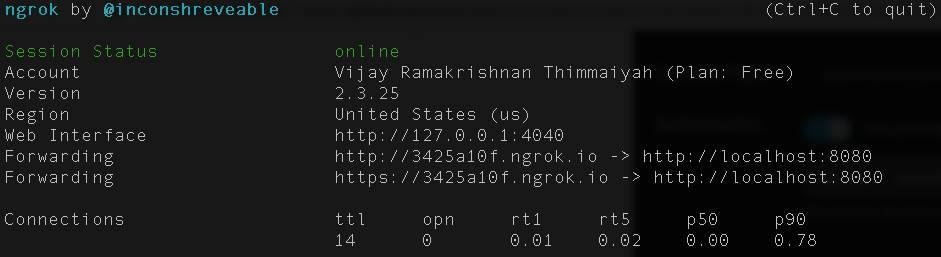 ngrok by @inconshreveable (Ctrl+C to quit)
Session Status online
Account Vijay Ramakrishnan Thimmaiyah (Plan: Free)
Version 2.3.25
Region United States (us)
Web Interface http://127.0.0.1:4040
Forwarding http://3425a10f.ngrok.io -> http://localhost:8080
Forwarding https://3425a10f.ngrok.io -> http://localhost:8080
Connections ttl opn rt1 rt5 p50 p90
14 0 0.01 0.02 0.00 0.78